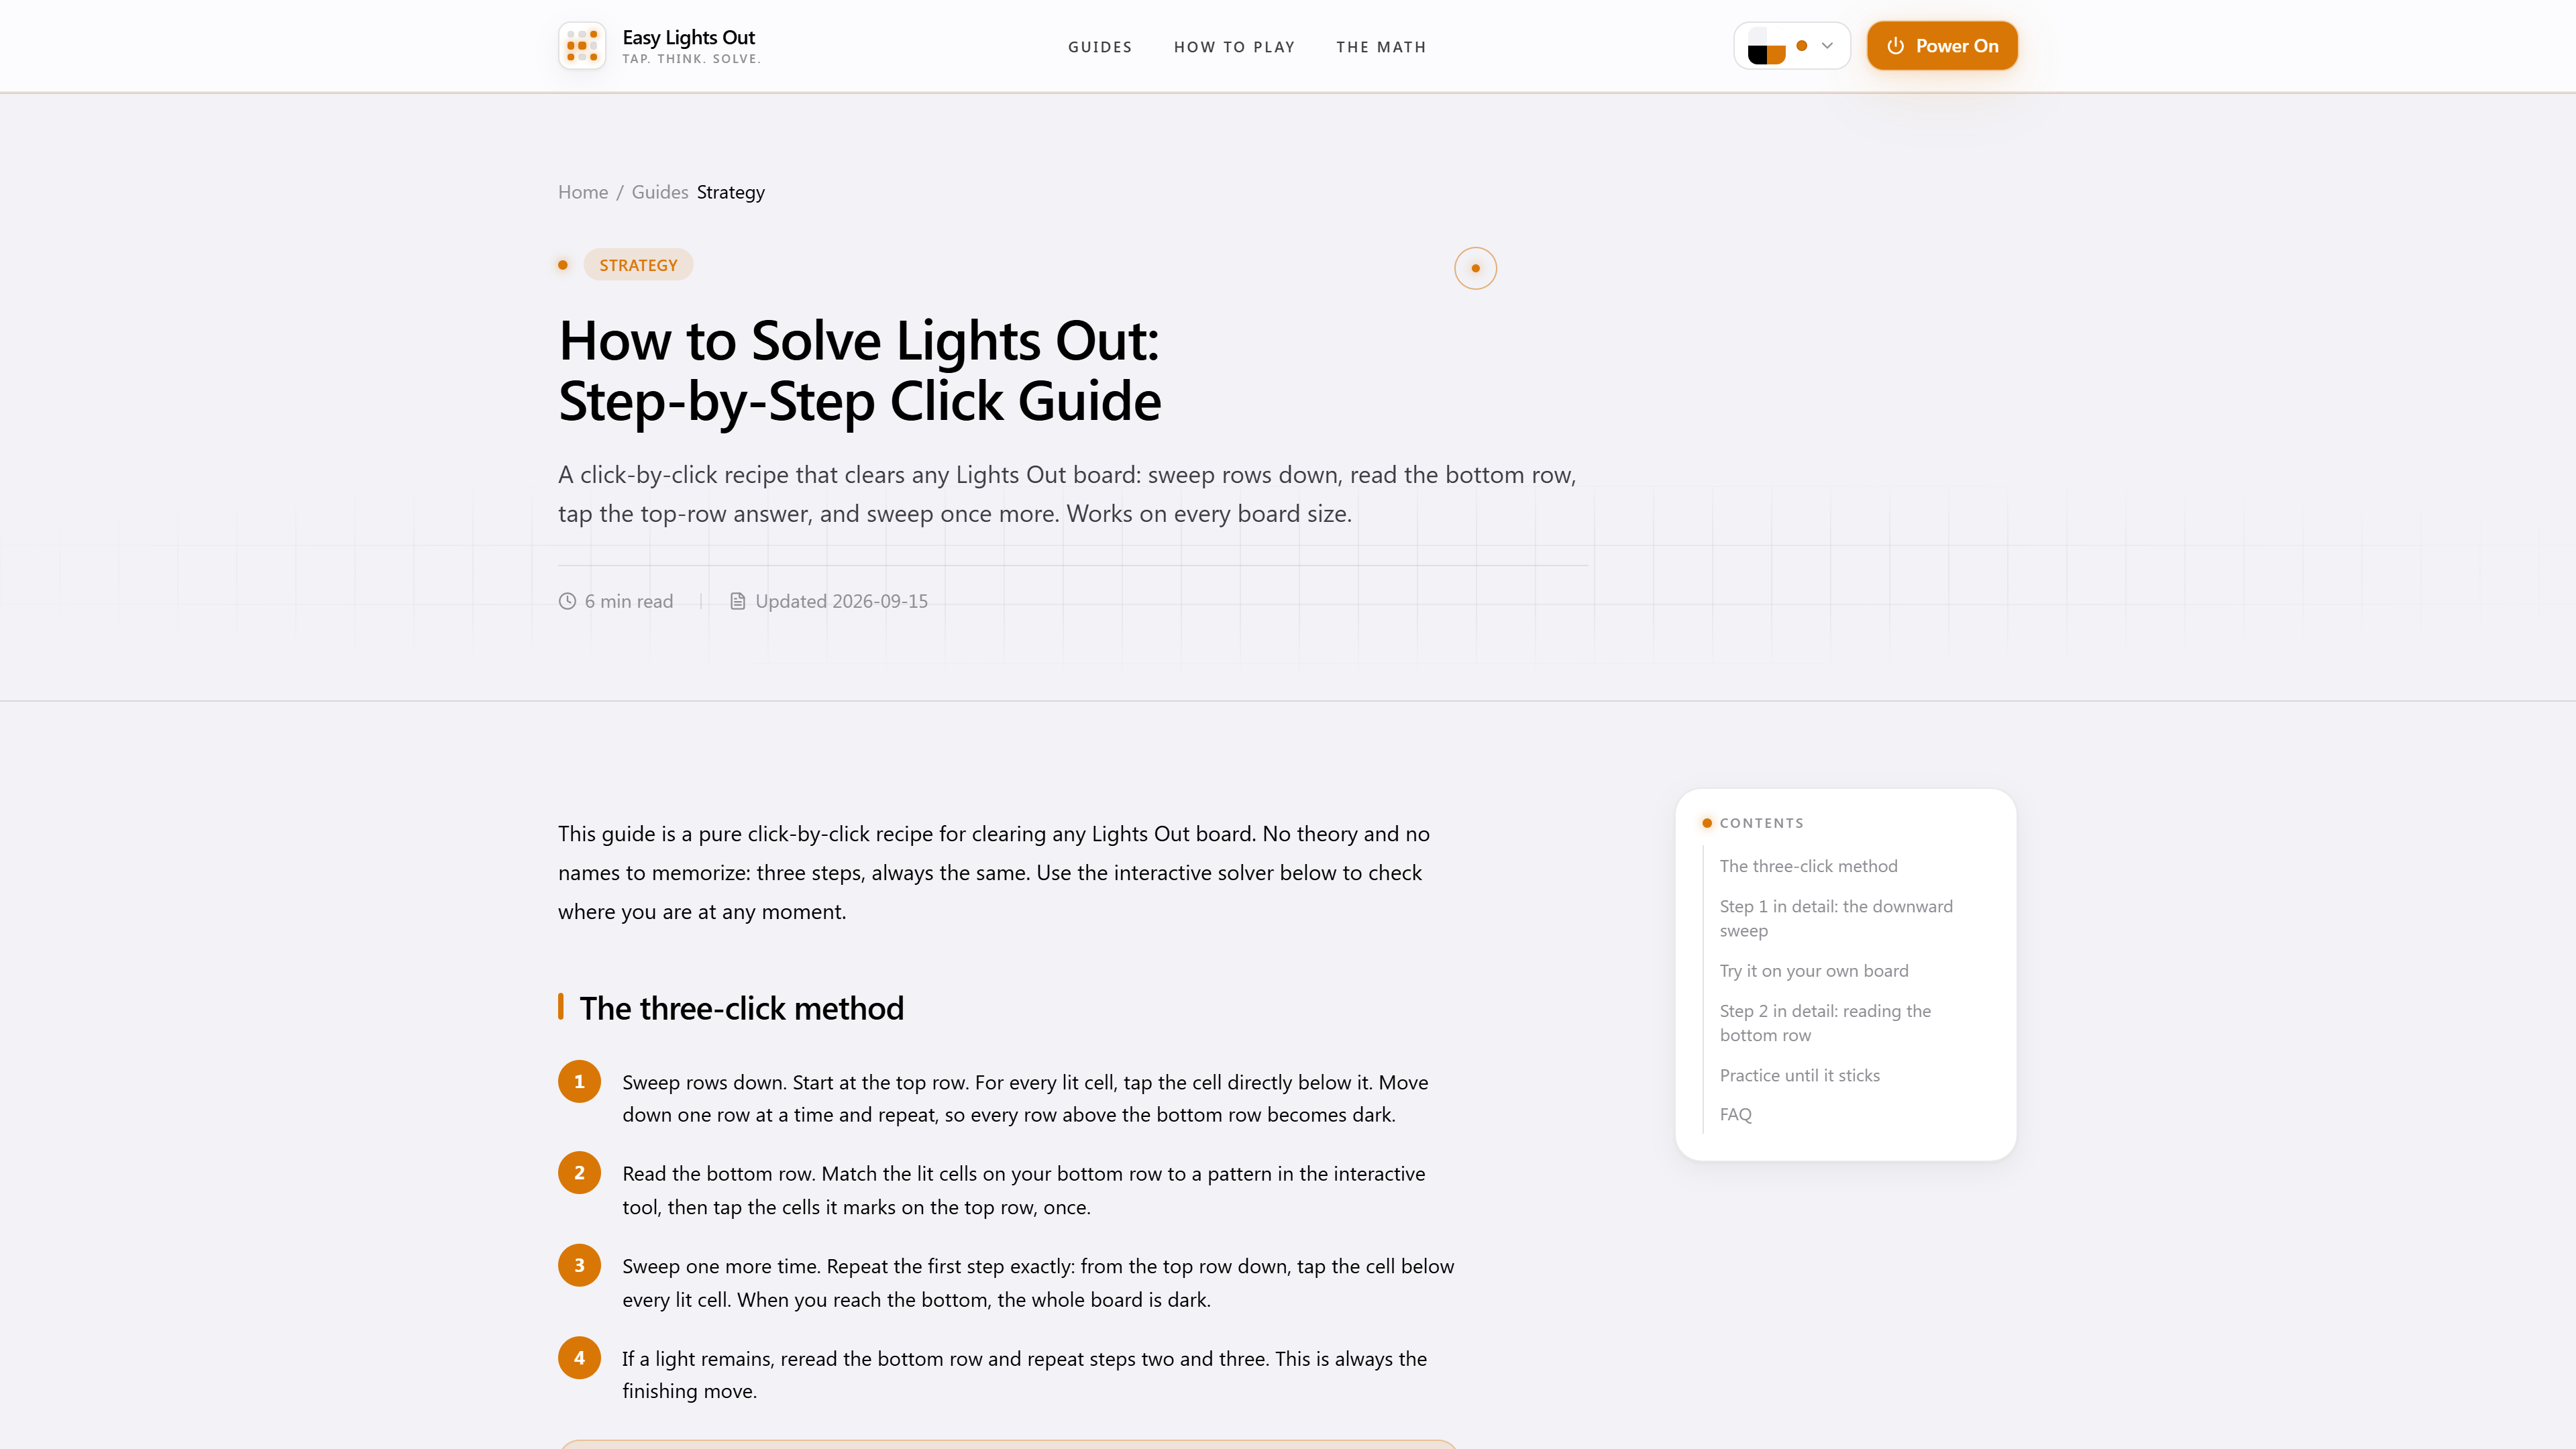 Easy Lights Out
TAP. THINK. SOLVE.
GUIDES
HOW TO PLAY
THE MATH
Power On
Home / Guides Strategy
STRATEGY
How to Solve Lights Out:
Step-by-Step Click Guide
A click-by-click recipe that clears any Lights Out board: sweep rows down, read the bottom row,
tap the top-row answer, and sweep once more. Works on every board size.
6 min read
Updated 2026-09-15
This guide is a pure click-by-click recipe for clearing any Lights Out board. No theory and no
names to memorize: three steps, always the same. Use the interactive solver below to check
where you are at any moment.
The three-click method
1 Sweep rows down. Start at the top row. For every lit cell, tap the cell directly below it. Move
down one row at a time and repeat, so every row above the bottom row becomes dark.
2 Read the bottom row. Match the lit cells on your bottom row to a pattern in the interactive
tool, then tap the cells it marks on the top row, once.
3 Sweep one more time. Repeat the first step exactly: from the top row down, tap the cell below
every lit cell. When you reach the bottom, the whole board is dark.
4 If a light remains, reread the bottom row and repeat steps two and three. This is always the
finishing move.
CONTENTS
The three-click method
Step 1 in detail: the downward
sweep
Try it on your own board
Step 2 in detail: reading the
bottom row
Practice until it sticks
FAQ